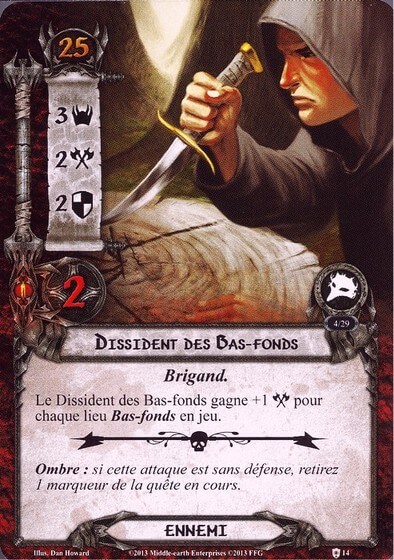 25
3
2
2
2
4/29
Dissident des Bas-fonds
Brigand.
Le Dissident des Bas-fonds gagne +1 pour
chaque lieu Bas-fonds en jeu.
Ombre : si cette attaque est sans défense, retirez
1 marqueur de la quête en cours.
ENNEMI
Illus. Dan Howard ©2013 Middle-earth Enterprises ©2013 FFG 14